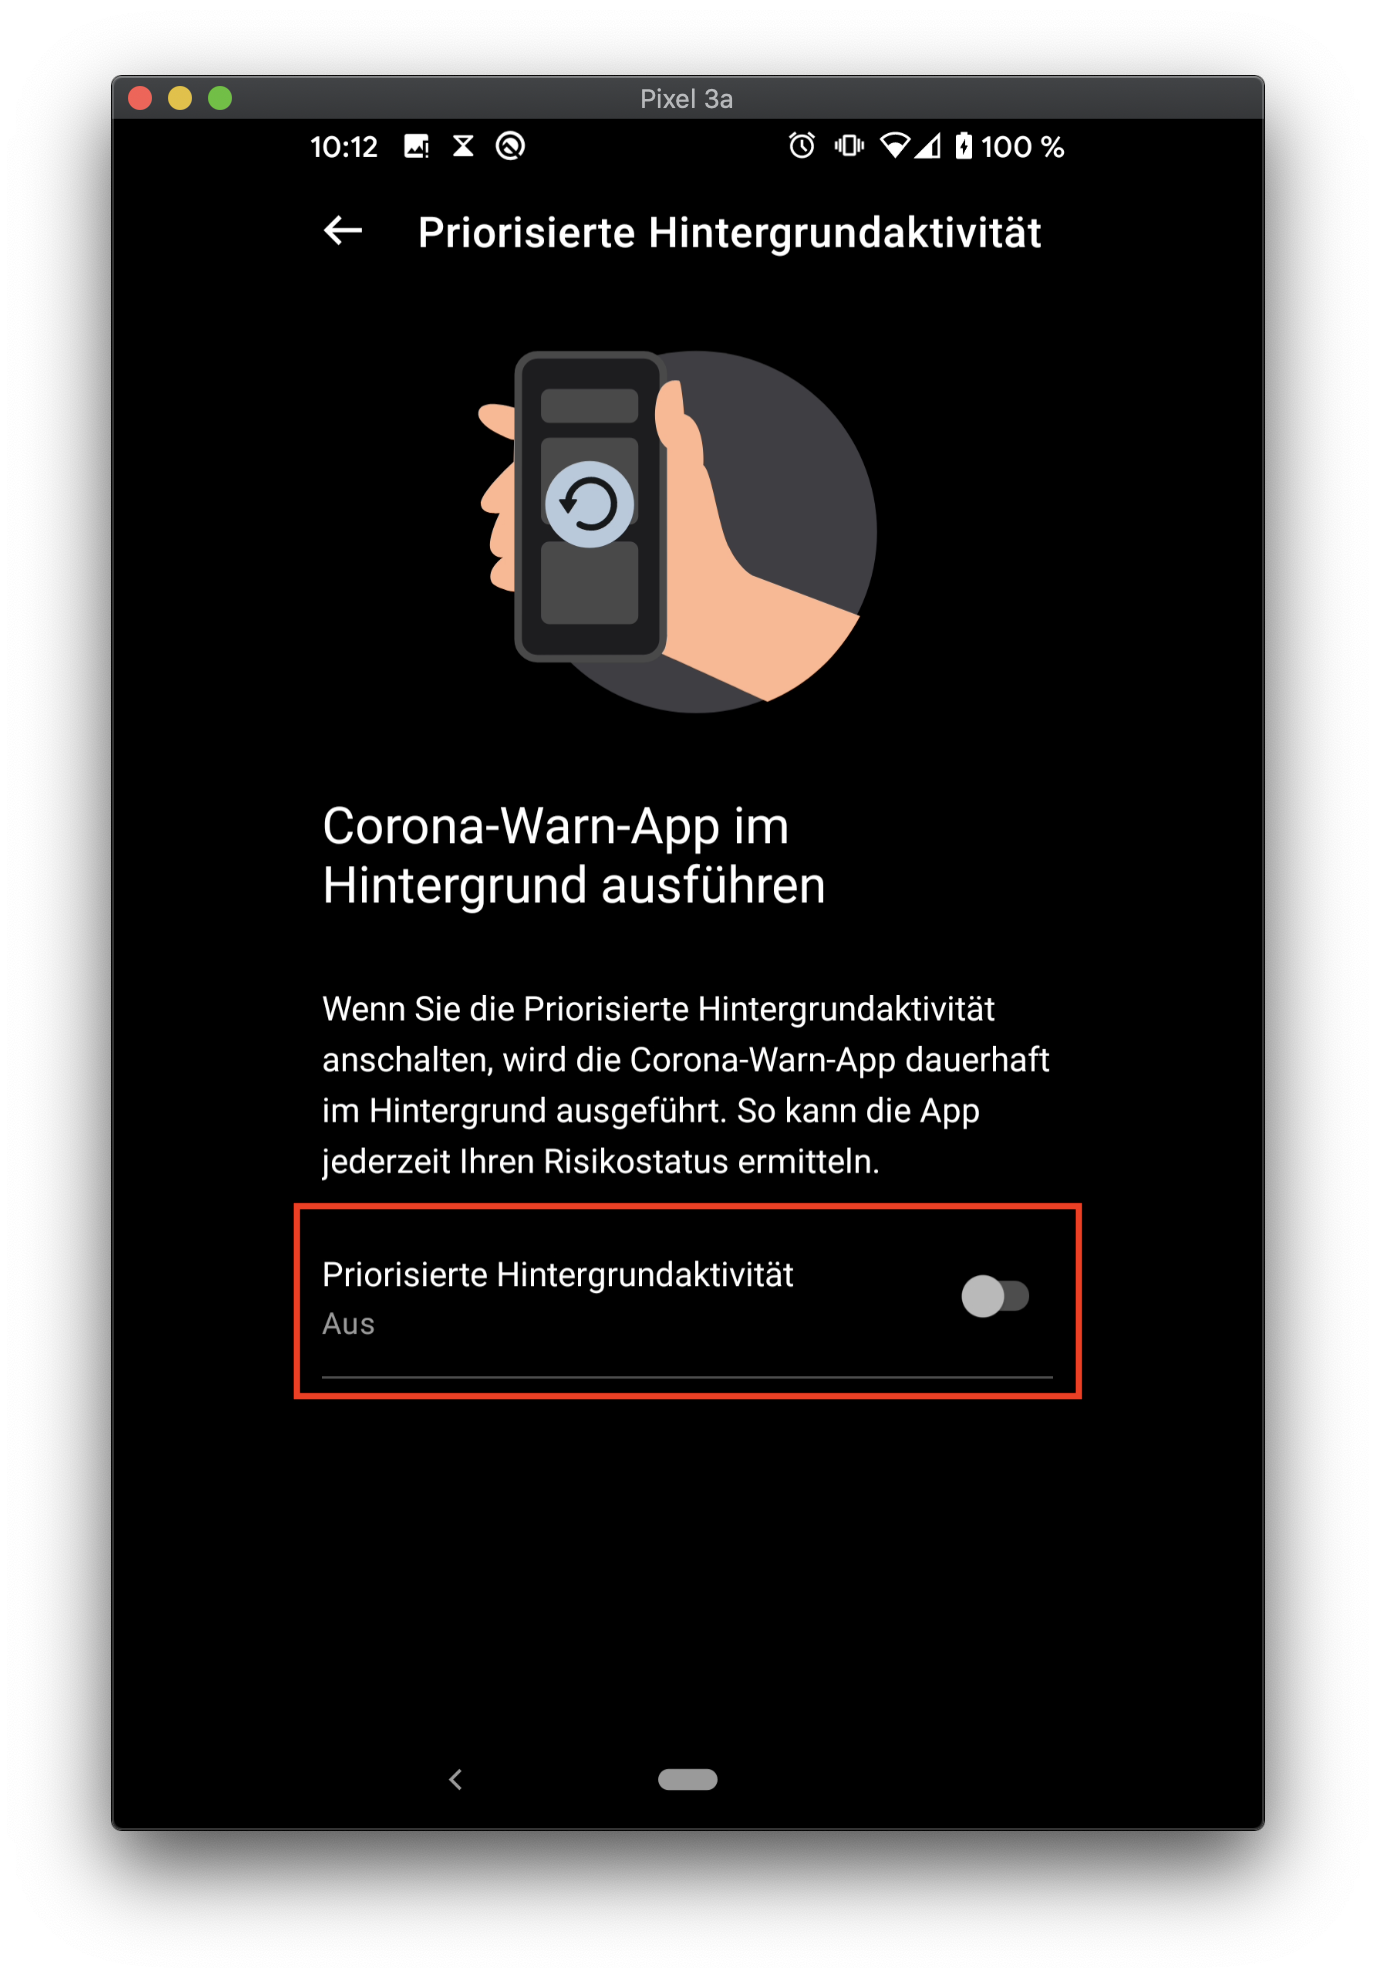 Pixel 3a
10:12 100 %
Priorisierte Hintergrundaktivität
Corona-Warn-App im
Hintergrund ausführen
Wenn Sie die Priorisierte Hintergrundaktivität
anschalten, wird die Corona-Warn-App dauerhaft
im Hintergrund ausgeführt. So kann die App
jederzeit Ihren Risikostatus ermitteln.
Priorisierte Hintergrundaktivität
Aus